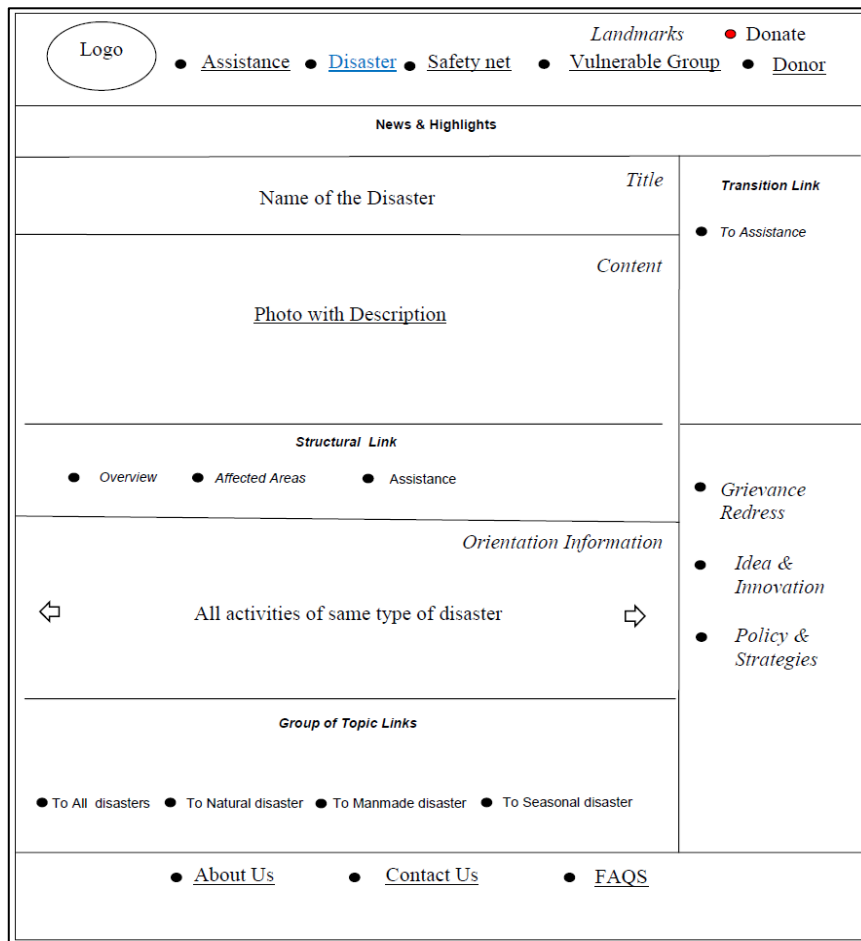 Logo
Landmarks
Donate
Assistance
Disaster
Safety net
Vulnerable Group
Donor
News & Highlights
Title
Name of the Disaster
Transition Link
To Assistance
Content
Photo with Description
Structural Link
Overview
Affected Areas
Assistance
Grievance
Redress
Idea &
Innovation
Policy &
Strategies
Orientation Information
All activities of same type of disaster
Group of Topic Links
To All disasters
To Natural disaster
To Manmade disaster
To Seasonal disaster
About Us
Contact Us
FAQS